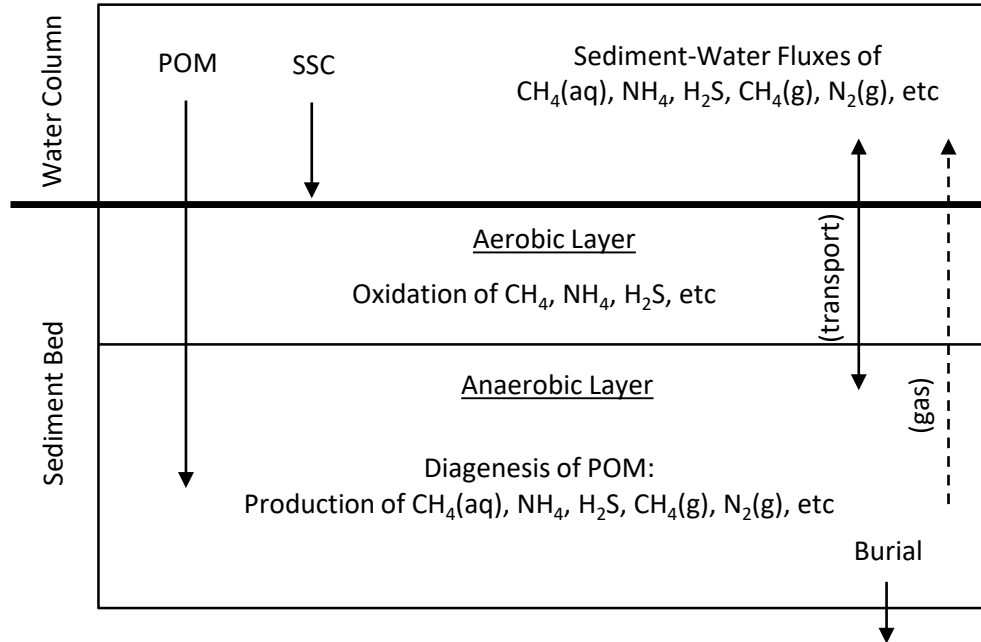 Water Column
POM
SSC
Sediment-Water Fluxes of
CH₄(aq), NH₄, H₂S, CH₄(g), N₂(g), etc
Sediment Bed
Aerobic Layer
Oxidation of CH₄, NH₄, H₂S, etc
(transport)
Anaerobic Layer
(gas)
Diagenesis of POM:
Production of CH₄(aq), NH₄, H₂S, CH₄(g), N₂(g), etc
Burial